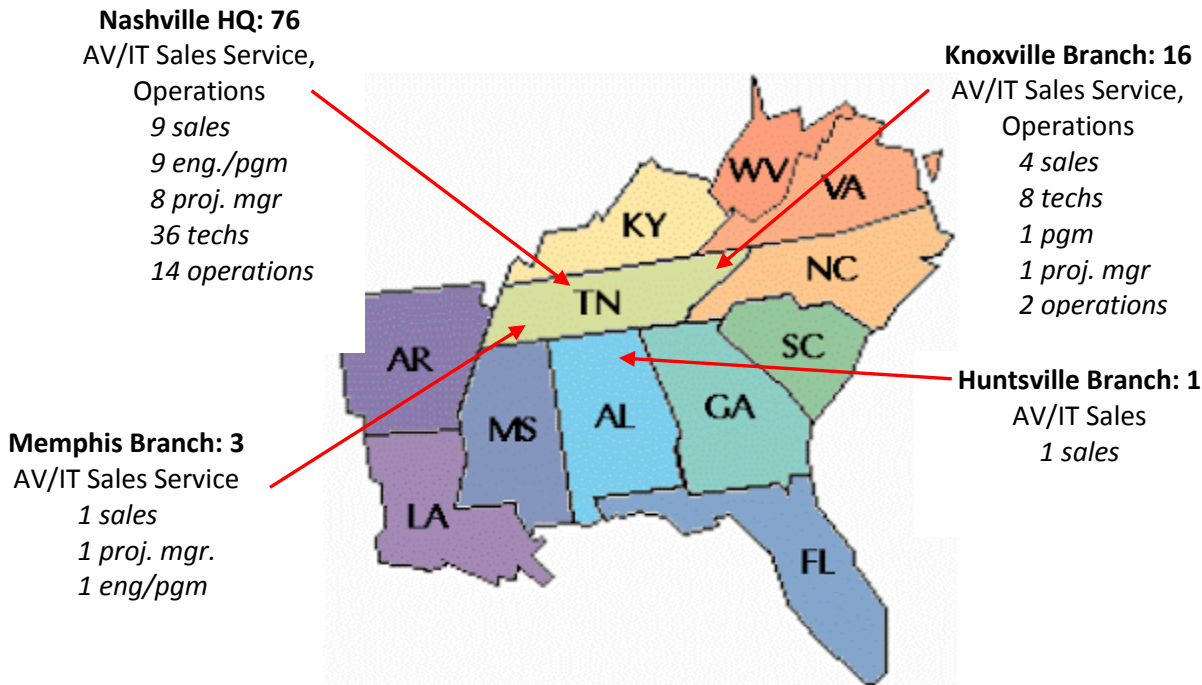 Nashville HQ: 76
AV/IT Sales Service,
Operations
9 sales
9 eng./pgm
8 proj. mgr
36 techs
14 operations
Knoxville Branch: 16
AV/IT Sales Service,
Operations
4 sales
8 techs
1 pgm
1 proj. mgr
2 operations
WV
VA
KY
NC
TN
SC
AR
GA
AL
MS
LA
FL
Huntsville Branch: 1
AV/IT Sales
1 sales
Memphis Branch: 3
AV/IT Sales Service
1 sales
1 proj. mgr.
1 eng/pgm